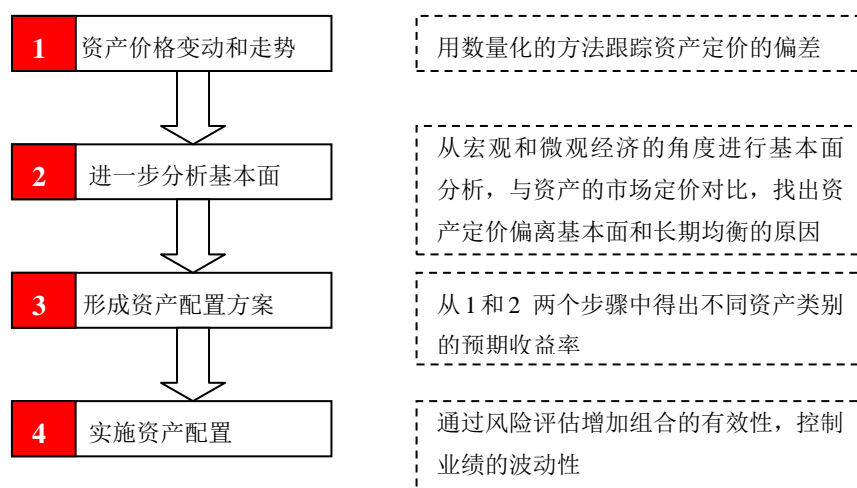 1 资产价格变动和走势
用数量化的方法跟踪资产定价的偏差
2 进一步分析基本面
从宏观和微观经济的角度进行基本面
分析，与资产的市场定价对比，找出资
产定价偏离基本面和长期均衡的原因
3 形成资产配置方案
从1和2 两个步骤中得出不同资产类别
的预期收益率
4 实施资产配置
通过风险评估增加组合的有效性，控制
业绩的波动性